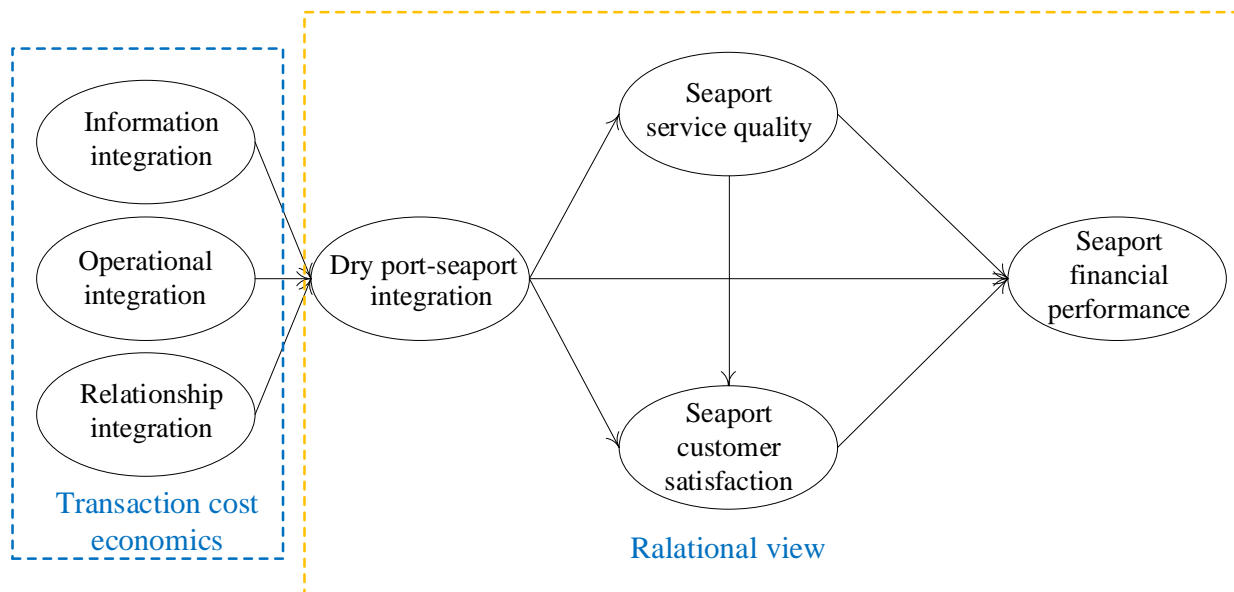 Information
integration
Operational
integration
Relationship
integration
Transaction cost
economics
Dry port-seaport
integration
Seaport
service quality
Seaport
customer
satisfaction
Seaport
financial
performance
Ralational view